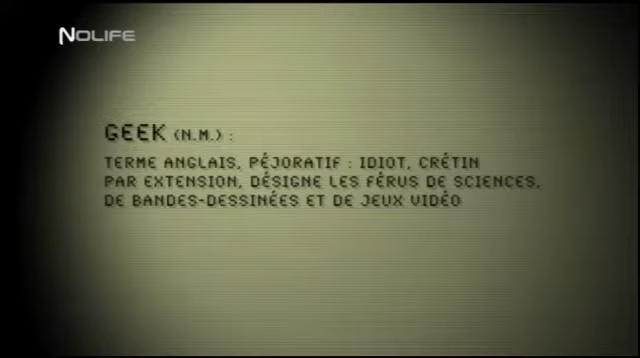 NOLIFE
GEEK (N.M.) :
TERME ANGLAIS, PÉJORATIF : IDIOT, CRÉTIN
PAR EXTENSION, DÉSIGNE LES FÉRUS DE SCIENCES,
DE BANDES-DESSINÉES ET DE JEUX VIDÉO